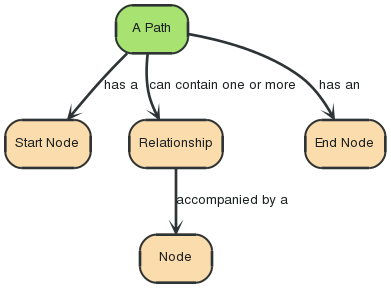 A Path
has a
can contain one or more
has an
Start Node
Relationship
End Node
accompanied by a
Node